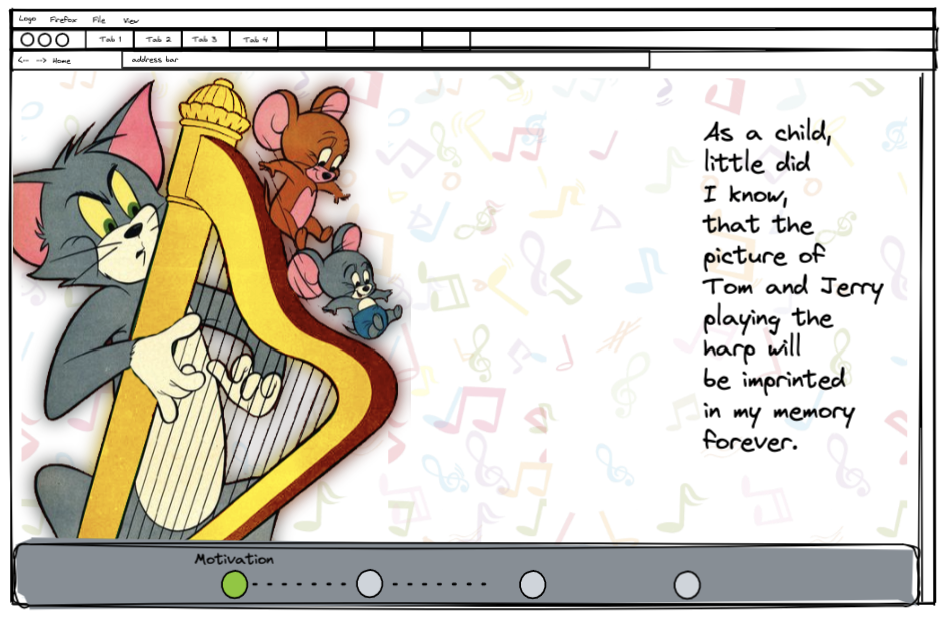 Logo Firefox File View
Tab 1 Tab 2 Tab 3 Tab 4
<-- --> Home address bar
As a child,
little did
I know,
that the
picture of
Tom and Jerry
playing the
harp will
be imprinted
in my memory
forever.
Motivation